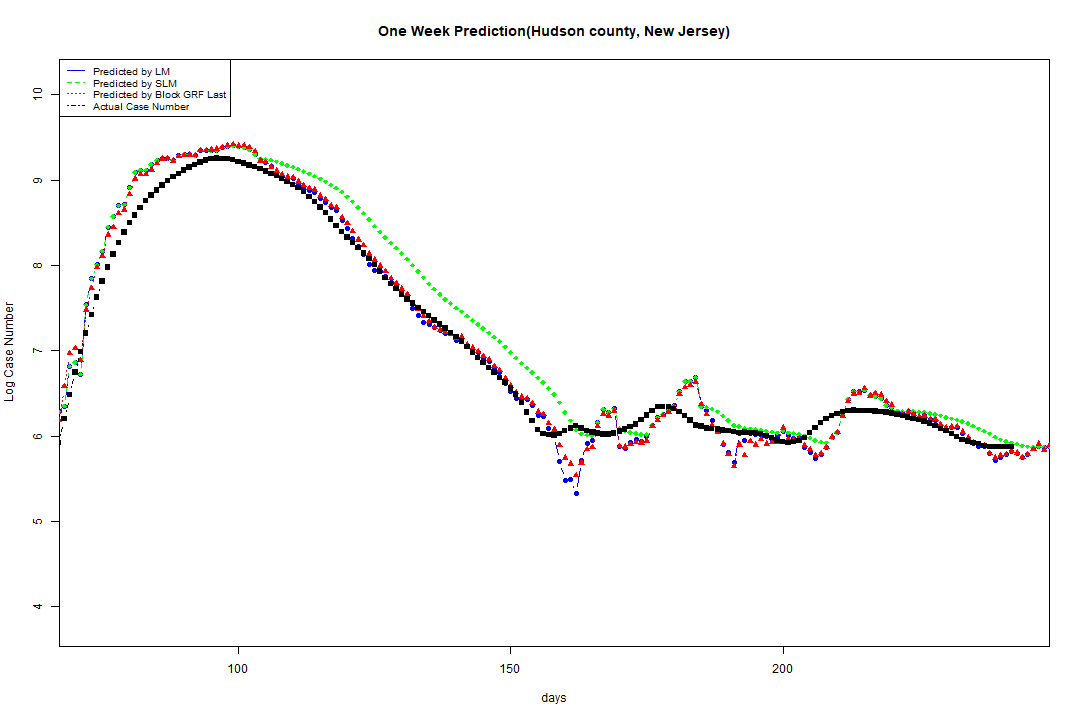 One Week Prediction(Hudson county, New Jersey)
Predicted by LM
Predicted by SLM
Predicted by Block GRF Last
Actual Case Number
10
9
8
7
6
5
4
Log Case Number
100
150
200
days